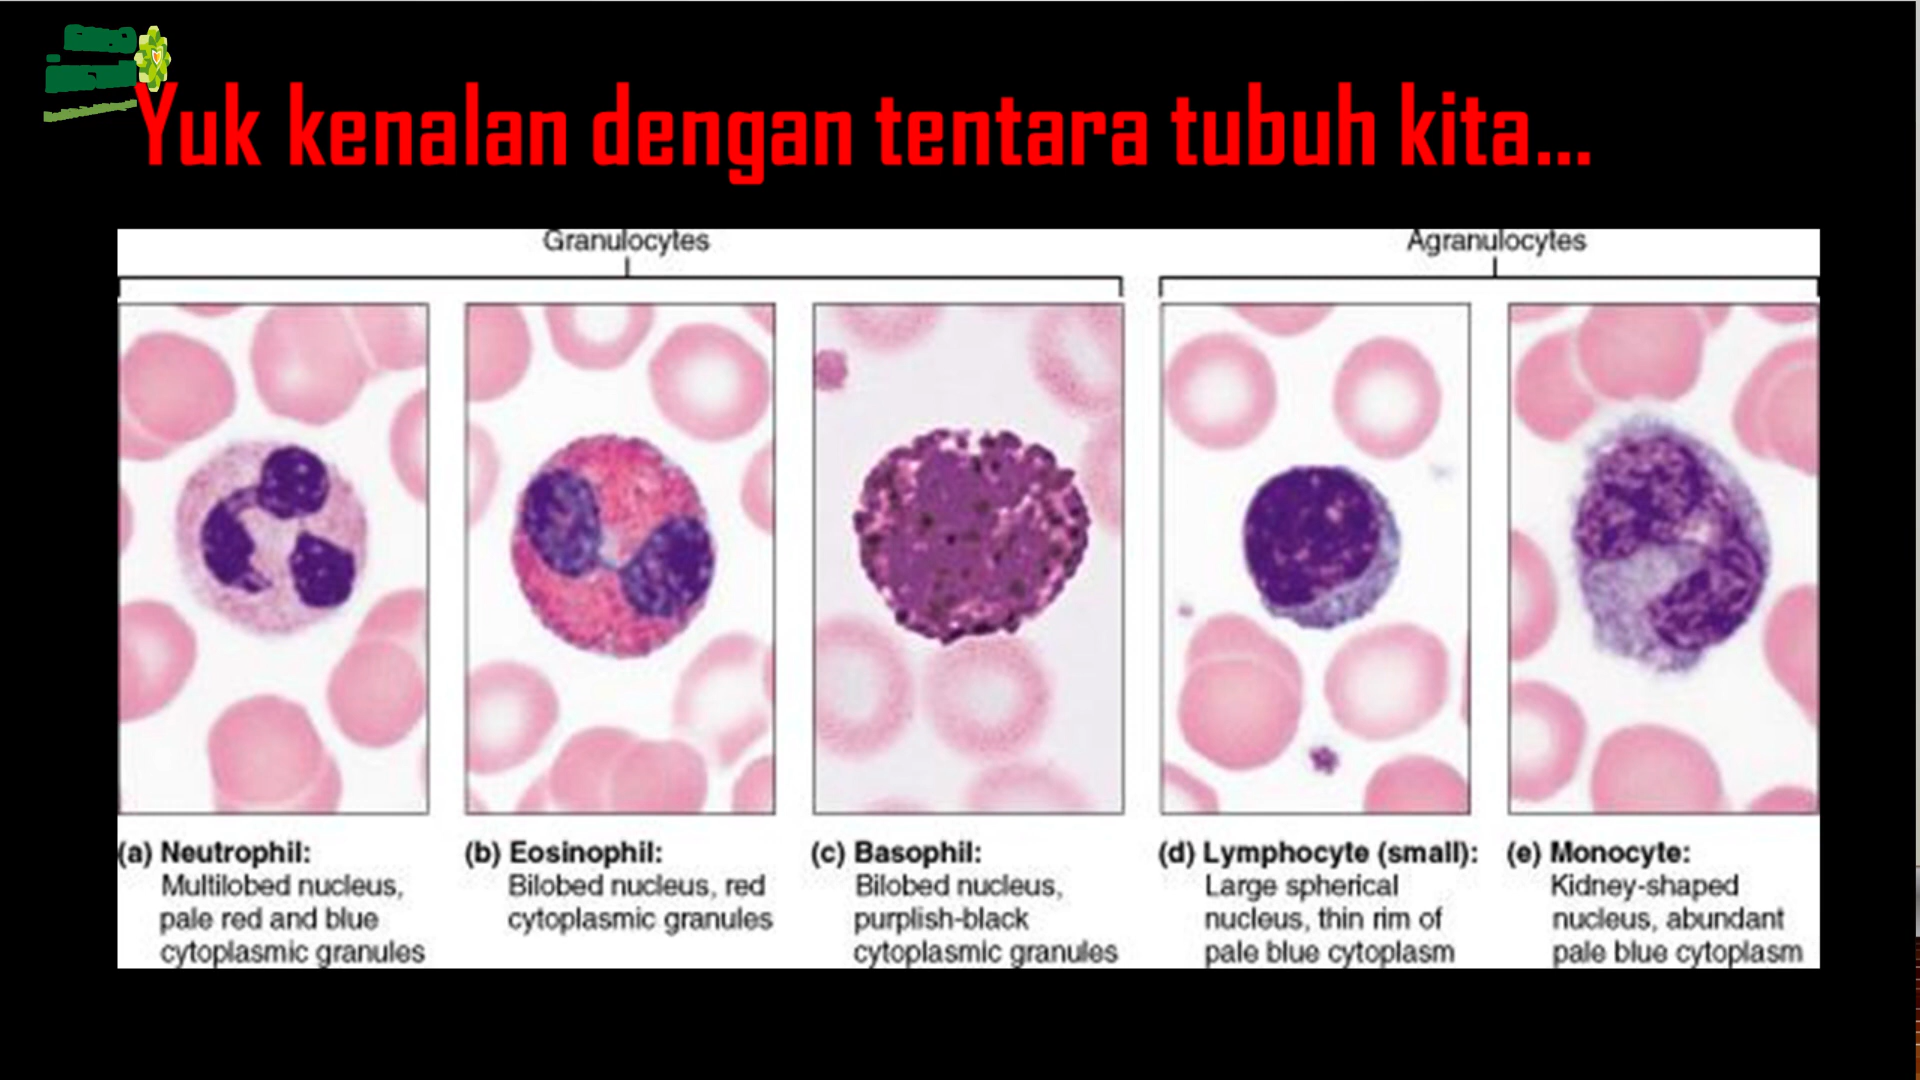 Yuk kenalan dengan tentara tubuh kita...
Granulocytes
Agranulocytes
(a) Neutrophil:
Multilobed nucleus,
pale red and blue
cytoplasmic granules
(b) Eosinophil:
Bilobed nucleus, red
cytoplasmic granules
(c) Basophil:
Bilobed nucleus,
purplish-black
cytoplasmic granules
(d) Lymphocyte (small):
Large spherical
nucleus, thin rim of
pale blue cytoplasm
(e) Monocyte:
Kidney-shaped
nucleus, abundant
pale blue cytoplasm